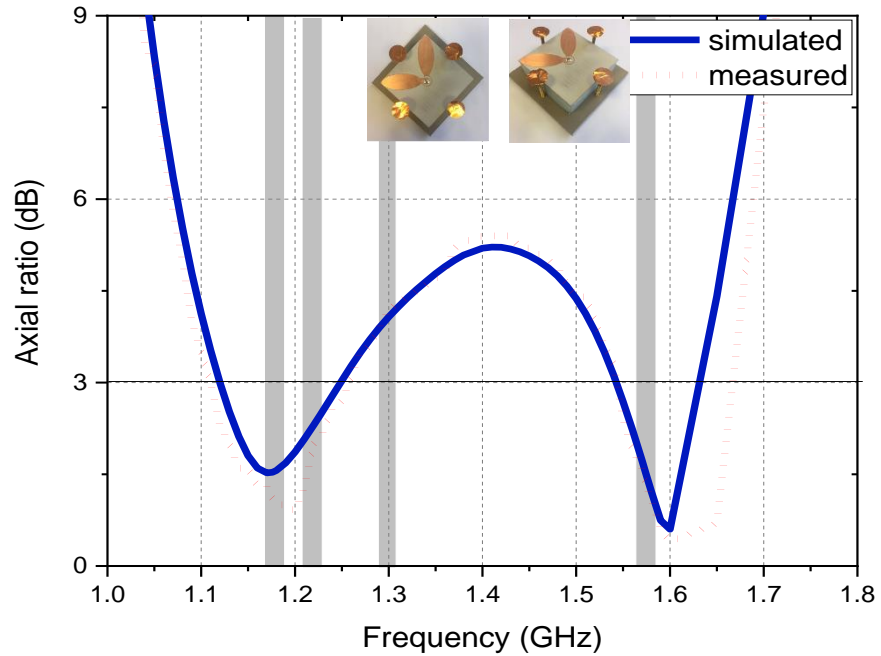 simulated
measured
Axial ratio (dB)
9
6
3
0
1.0 1.1 1.2 1.3 1.4 1.5 1.6 1.7 1.8
Frequency (GHz)